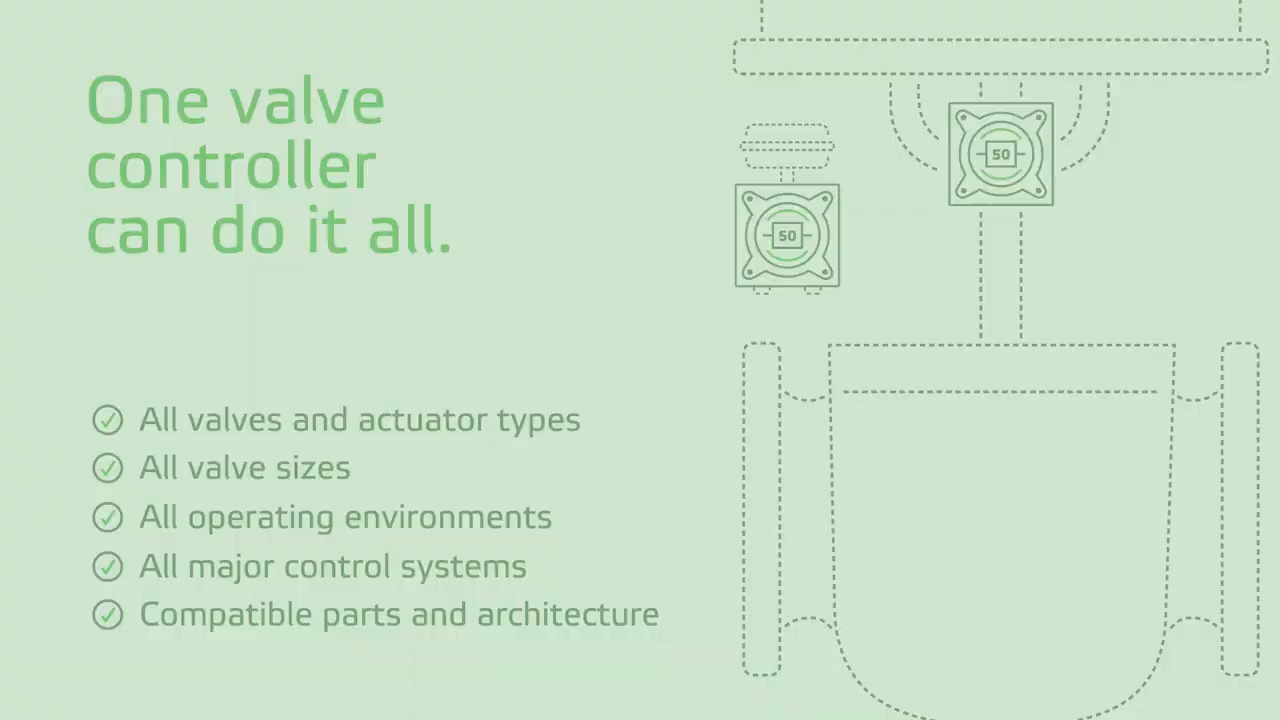 One valve
controller
can do it all.
All valves and actuator types
All valve sizes
All operating environments
All major control systems
Compatible parts and architecture
50
50